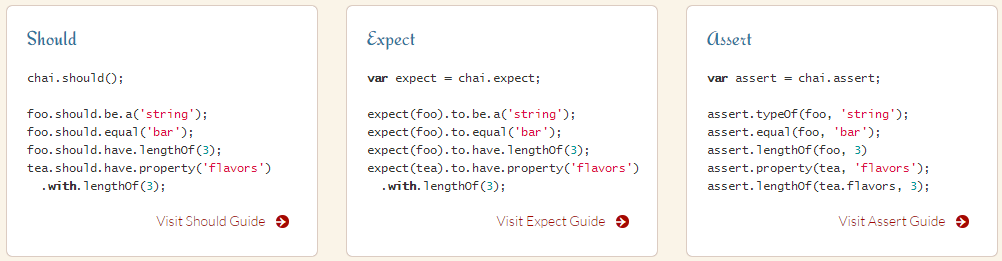 Should
chai.should();
foo.should.be.a('string');
foo.should.equal('bar');
foo.should.have.lengthOf(3);
tea.should.have.property('flavors')
  .with.lengthOf(3);
Visit Should Guide
Expect
var expect = chai.expect;
expect(foo).to.be.a('string');
expect(foo).to.equal('bar');
expect(foo).to.have.lengthOf(3);
expect(tea).to.have.property('flavors')
  .with.lengthOf(3);
Visit Expect Guide
Assert
var assert = chai.assert;
assert.typeOf(foo, 'string');
assert.equal(foo, 'bar');
assert.lengthOf(foo, 3)
assert.property(tea, 'flavors');
assert.lengthOf(tea.flavors, 3);
Visit Assert Guide